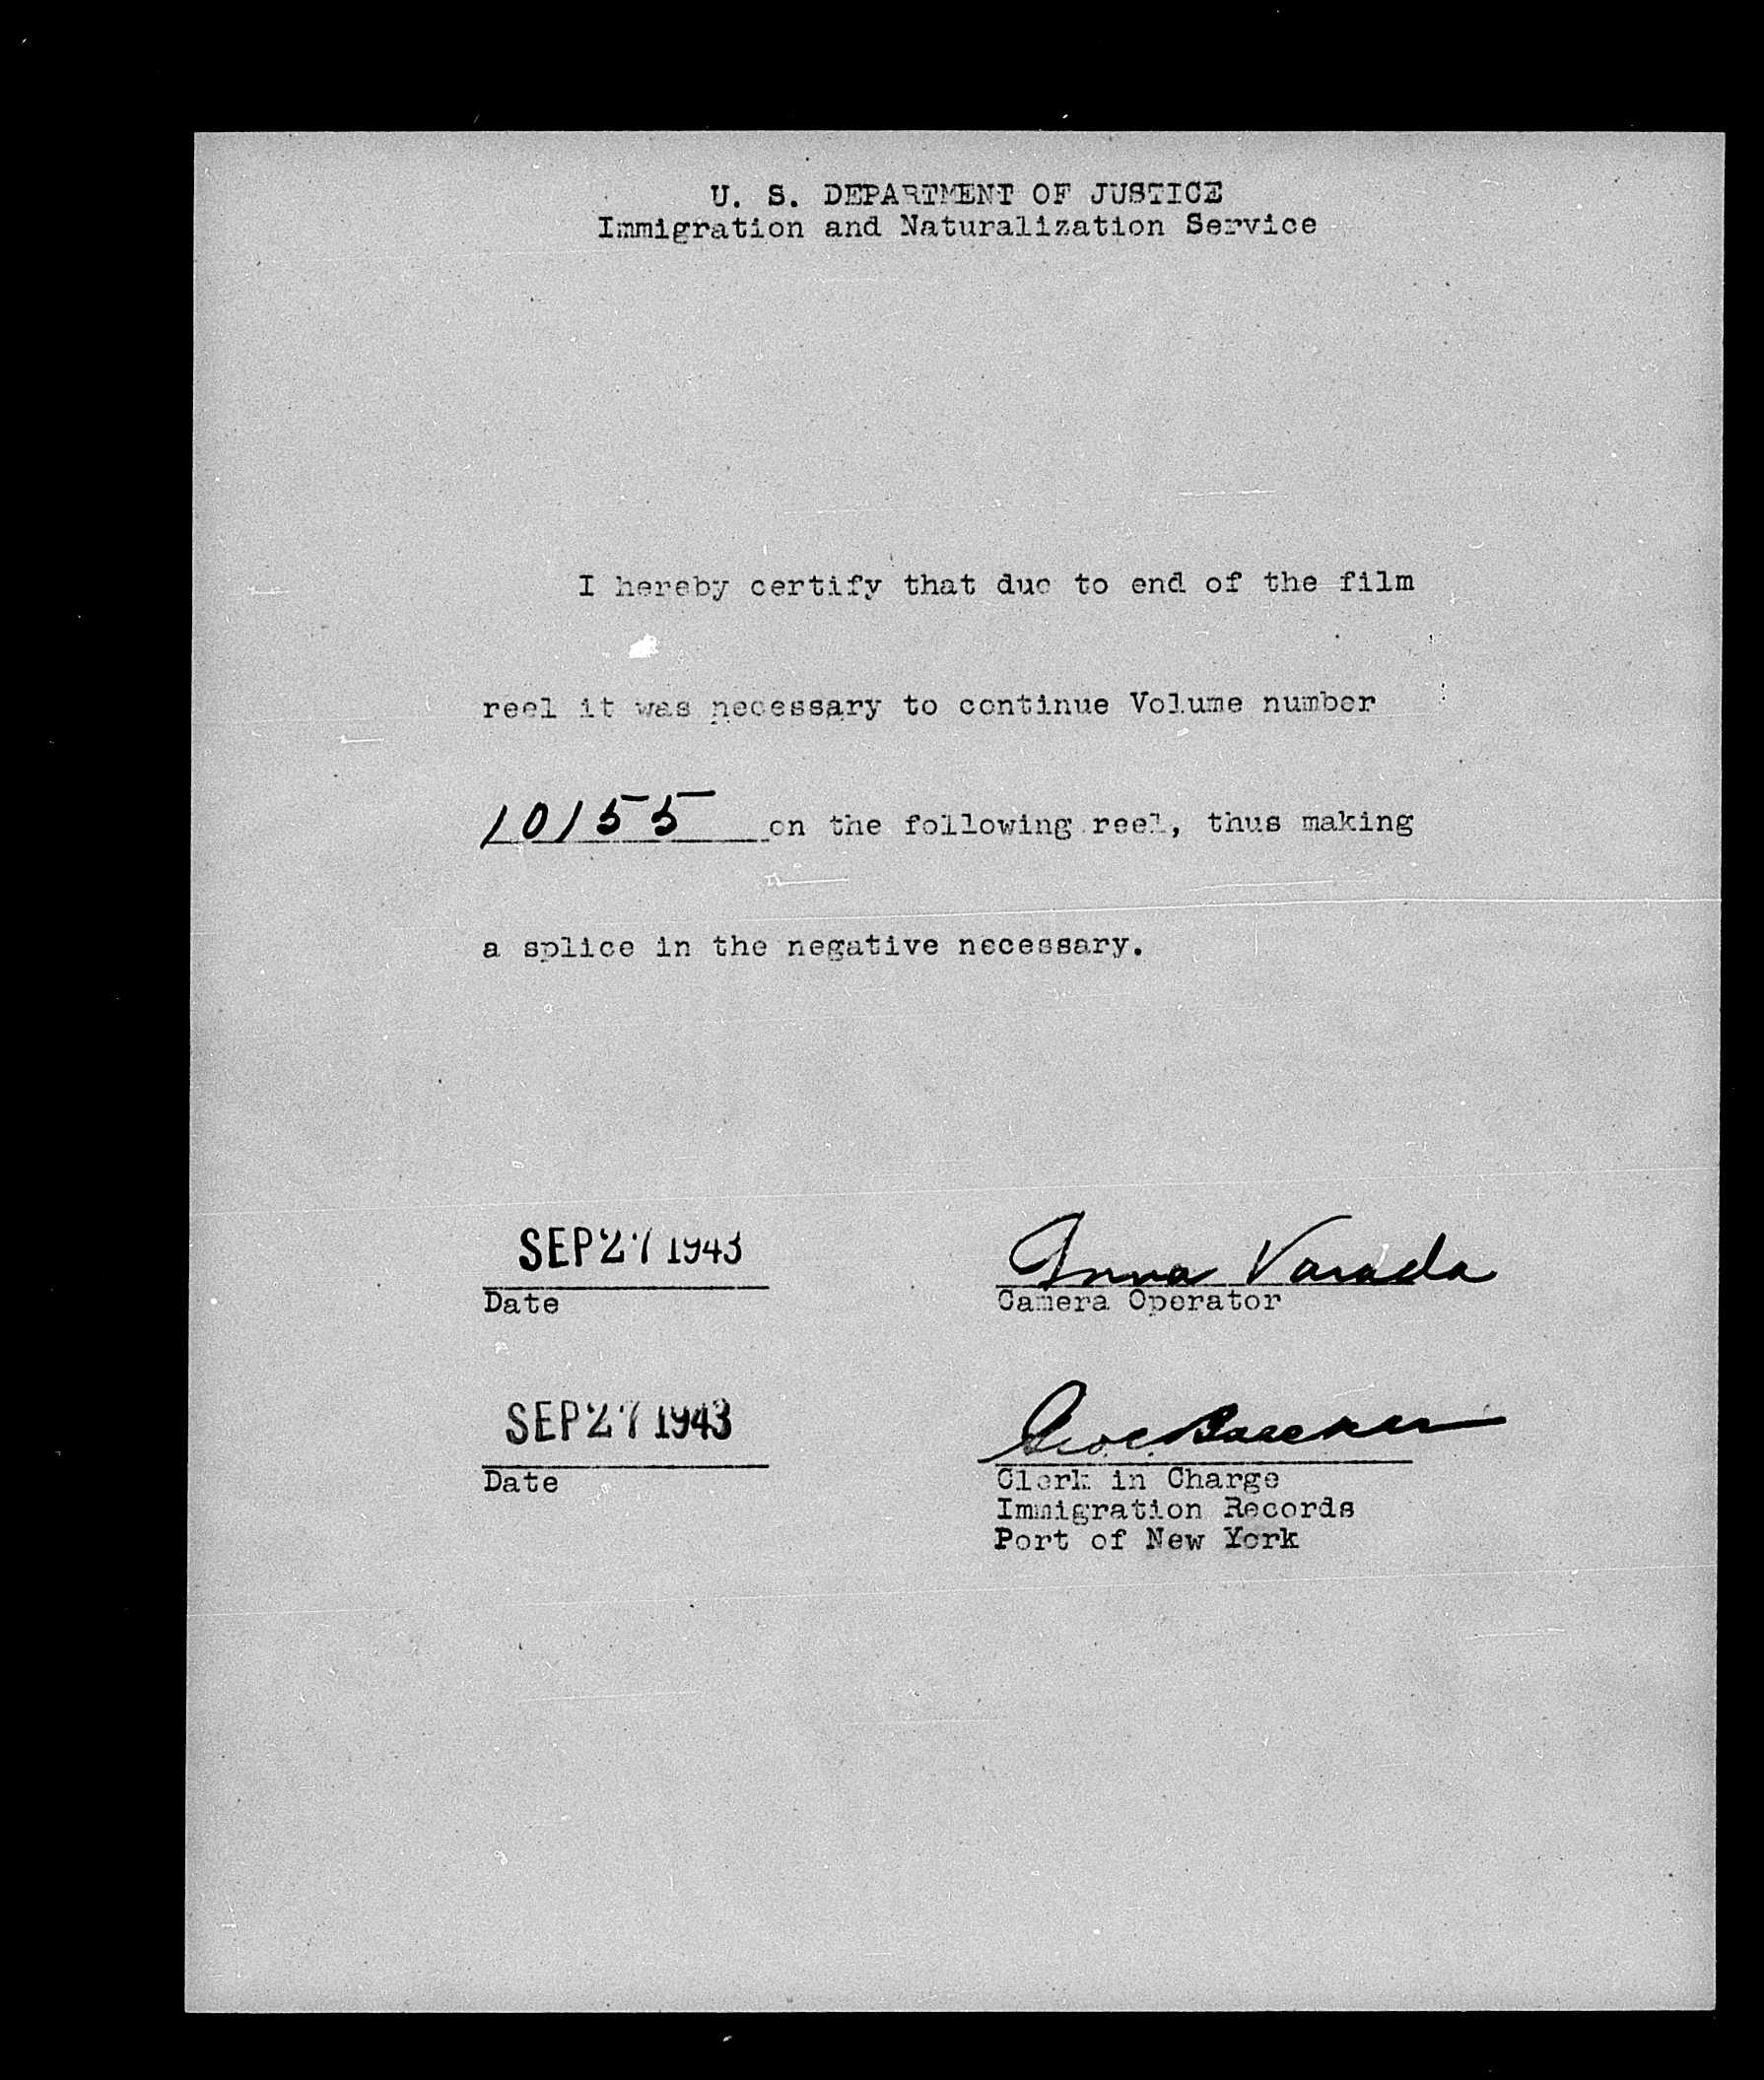 U. S. DEPARTMENT OF JUSTICE
Immigration and Naturalization Service
I hereby certify that due to end of the film
reel it was necessary to continue Volume number
10155 on the following reel, thus making
a splice in the negative necessary.
SEP 27 1943
Anna Varada
Date
Camera Operator
SEP 27 1943
Date
Clerk in Charge
Immigration Records
Port of New York